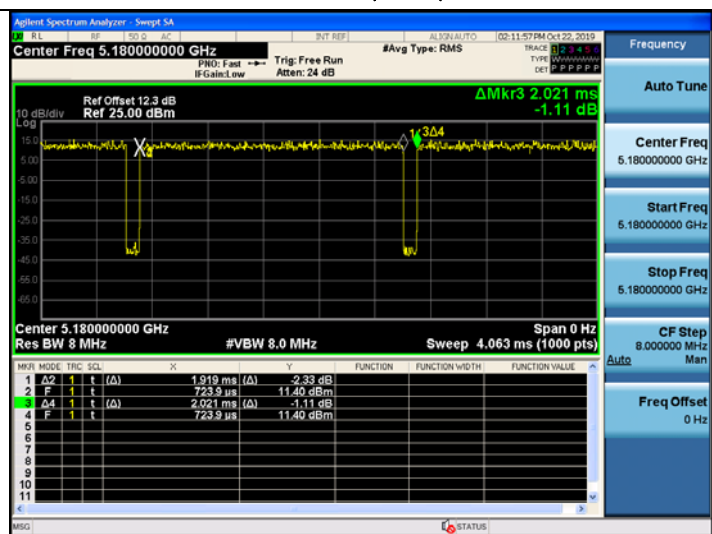 Agilent Spectrum Analyzer - Swept SA
LXI RL RF 50 Ω AC INT REF ALIGNAUTO 02:11:57 PM Oct 22, 2019
Center Freq 5.180000000 GHz #Avg Type: RMS TRACE 1 2 3 4 5 6
PNO: Fast Trig: Free Run TYPE WWWWWW
IFGain:Low Atten: 24 dB DET P P P P P P
ΔMkr3 2.021 ms
-1.11 dB
Ref Offset 12.3 dB
10 dB/div Ref 25.00 dBm
Log
15.0
5.00
-5.00
-15.0
-25.0
-35.0
-45.0
-55.0
-65.0
3Δ4
Center 5.180000000 GHz Span 0 Hz
Res BW 8 MHz #VBW 8.0 MHz Sweep 4.063 ms (1000 pts)
MKR MODE TRC SCL X Y FUNCTION FUNCTION WIDTH FUNCTION VALUE
1 Δ2 1 t (Δ) 1.919 ms (Δ) -2.33 dB
2 F 1 t 723.9 µs 11.40 dBm
3 Δ4 1 t (Δ) 2.021 ms (Δ) -1.11 dB
4 F 1 t 723.9 µs 11.40 dBm
5
6
7
8
9
10
11
MSG STATUS
Frequency
Auto Tune
Center Freq
5.180000000 GHz
Start Freq
5.180000000 GHz
Stop Freq
5.180000000 GHz
CF Step
8.000000 MHz
Auto Man
Freq Offset
0 Hz